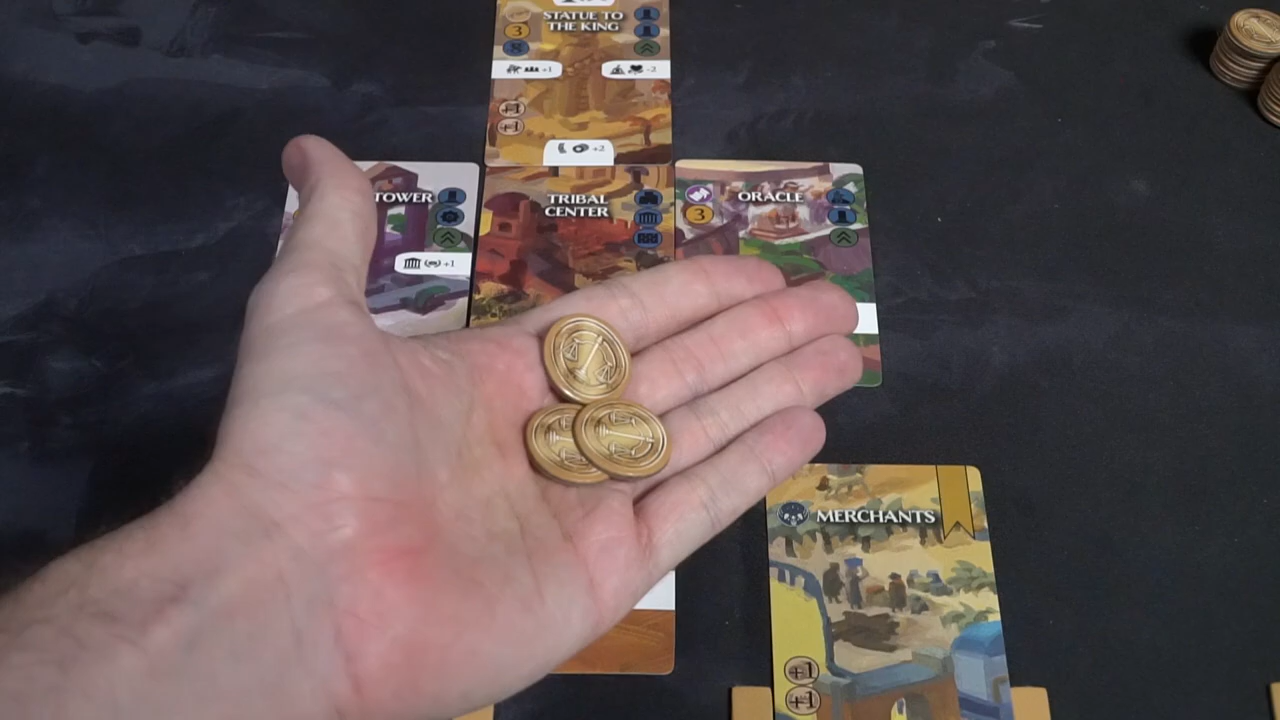 STATUE TO
THE KING
3
8
+1
-2
+1
+1
+2
TOWER
+1
TRIBAL
CENTER
ORACLE
3
MERCHANTS
+1
+1